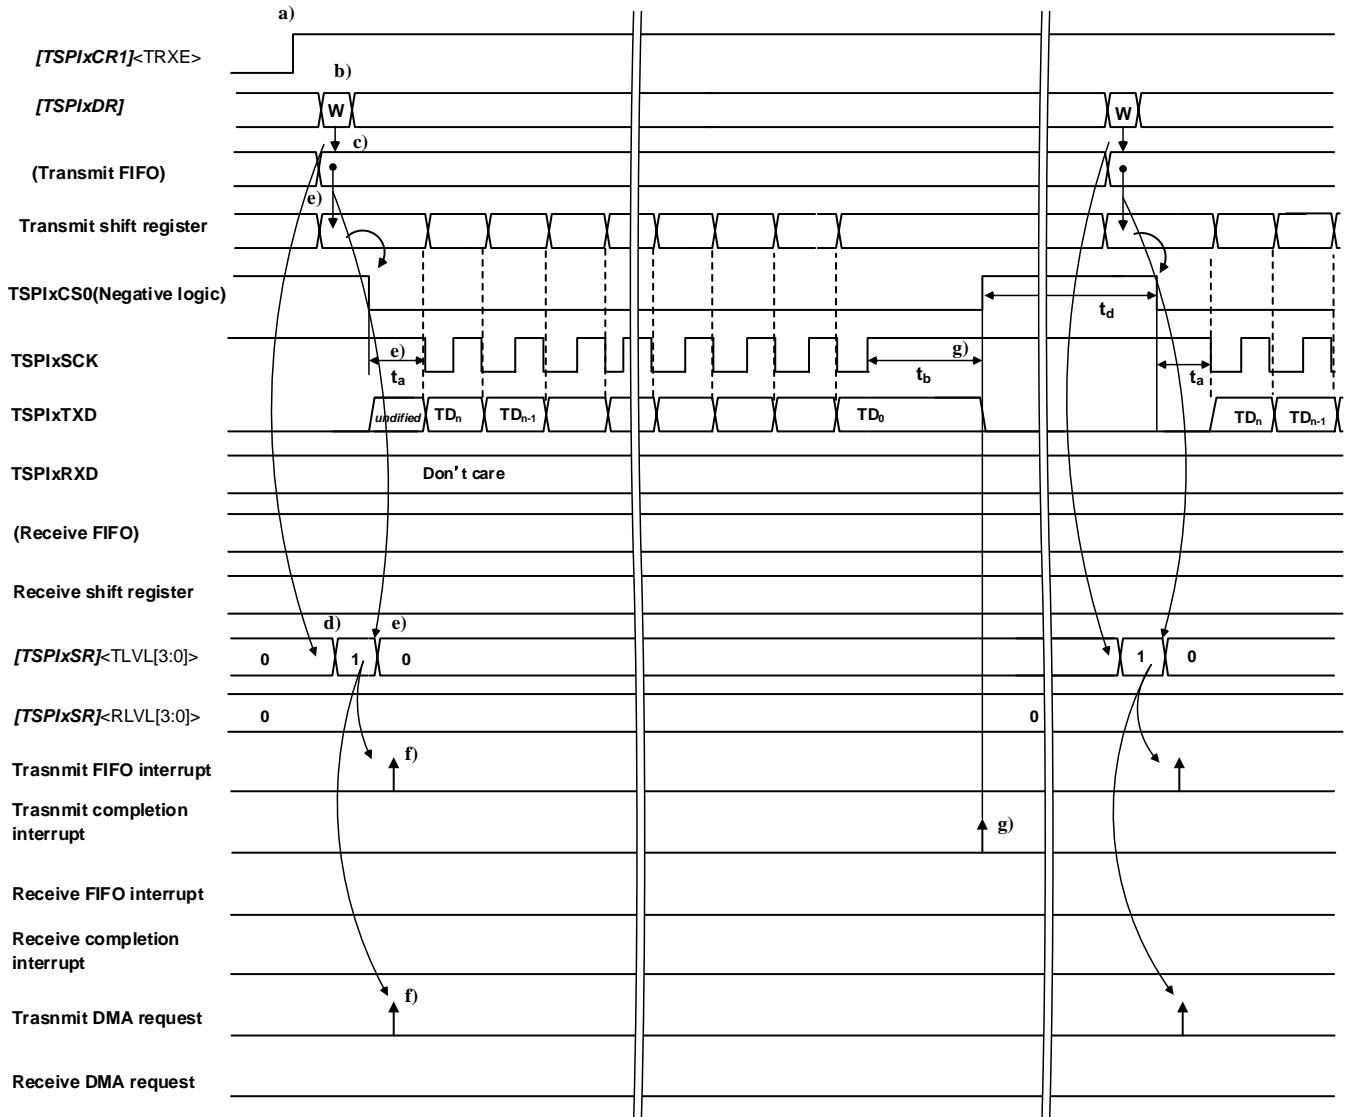 a)
[TSPIxCR1]<TRXE>
b)
[TSPIxDR]
W
W
c)
(Transmit FIFO)
e)
Transmit shift register
TSPIxCS0(Negative logic)
td
TSPIxSCK
e)
ta
g)
tb
ta
TSPIxTXD
undified
TDn
TDn-1
TD0
TDn
TDn-1
TSPIxRXD
Don't care
(Receive FIFO)
Receive shift register
d)
e)
[TSPIxSR]<TLVL[3:0]>
0
1
0
1
0
[TSPIxSR]<RLVL[3:0]>
0
0
f)
Trasnmit FIFO interrupt
Trasnmit completion
interrupt
g)
Receive FIFO interrupt
Receive completion
interrupt
f)
Trasnmit DMA request
Receive DMA request